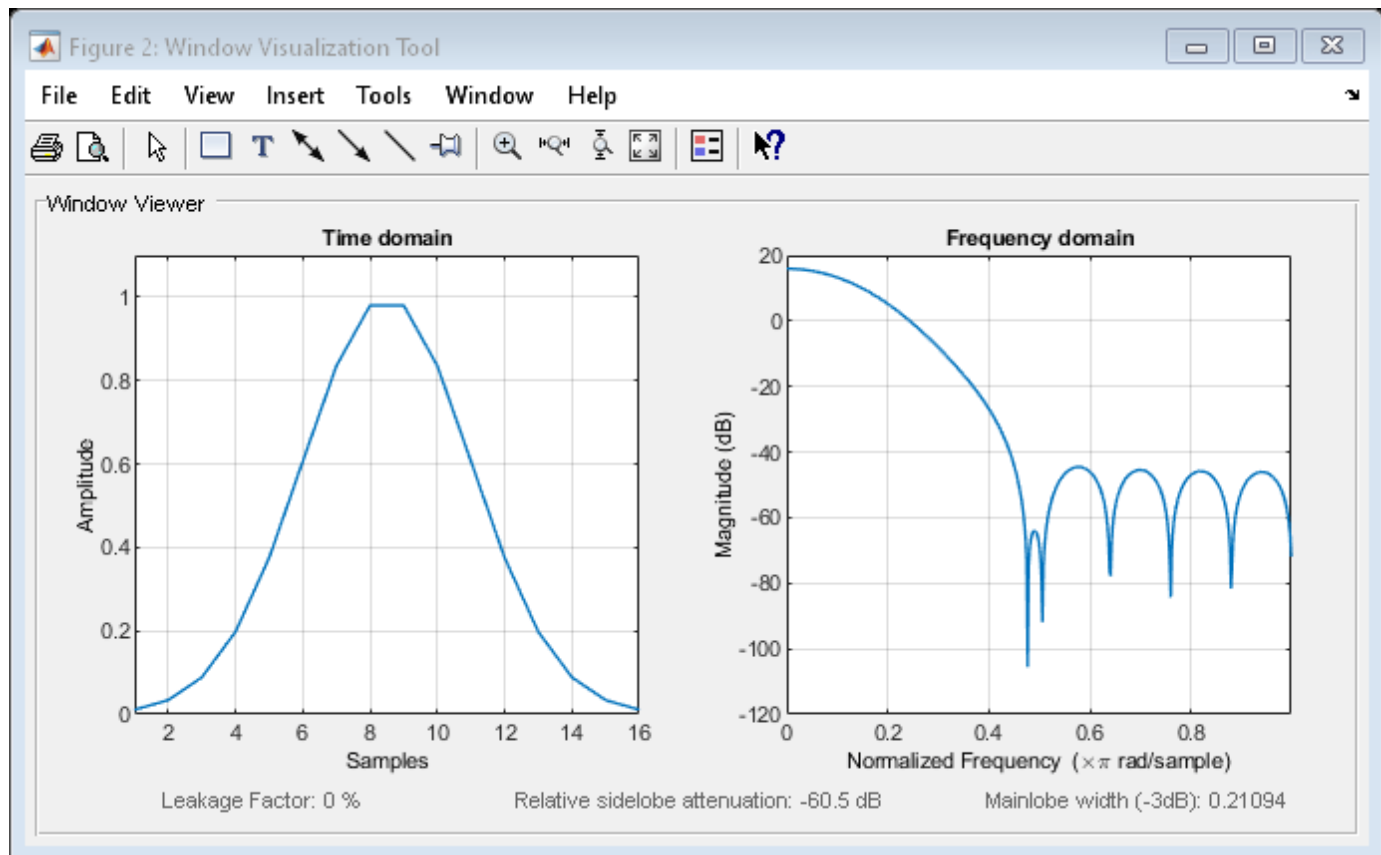 Figure 2: Window Visualization Tool
File Edit View Insert Tools Window Help
T ?
Window Viewer
Time domain
1
0.8
0.6
0.4
0.2
0
Amplitude
2 4 6 8 10 12 14 16
Samples
Frequency domain
20
0
-20
-40
-60
-80
-100
-120
Magnitude (dB)
0 0.2 0.4 0.6 0.8
Normalized Frequency (×π rad/sample)
Leakage Factor: 0 % Relative sidelobe attenuation: -60.5 dB Mainlobe width (-3dB): 0.21094